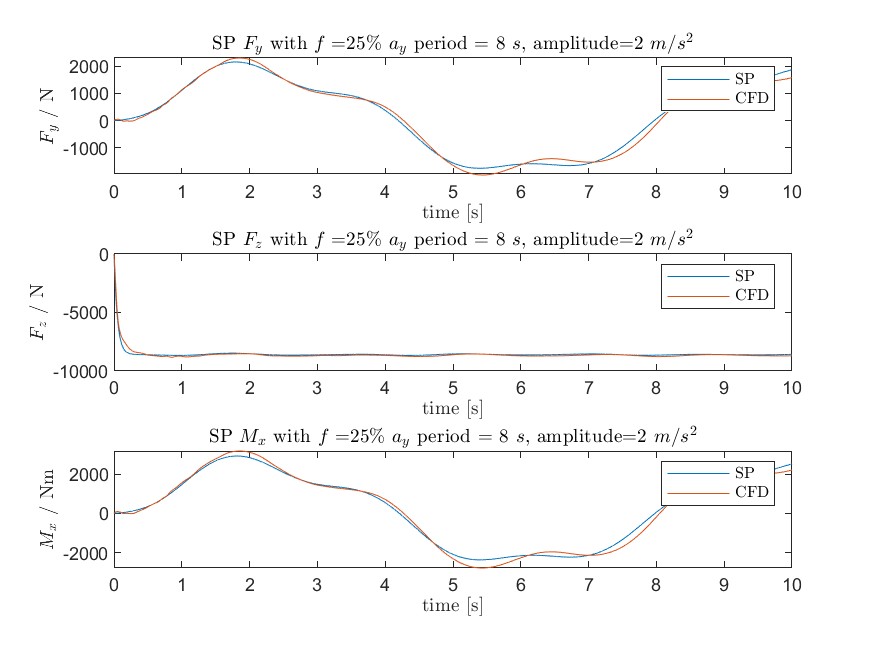 SP F_y with f =25% a_y period = 8 s, amplitude=2 m/s²
F_y / N
2000
1000
0
-1000
SP
CFD
0 1 2 3 4 5 6 7 8 9 10
time [s]
SP F_z with f =25% a_y period = 8 s, amplitude=2 m/s²
F_z / N
0
-5000
-10000
SP
CFD
0 1 2 3 4 5 6 7 8 9 10
time [s]
SP M_x with f =25% a_y period = 8 s, amplitude=2 m/s²
M_x / Nm
2000
0
-2000
SP
CFD
0 1 2 3 4 5 6 7 8 9 10
time [s]